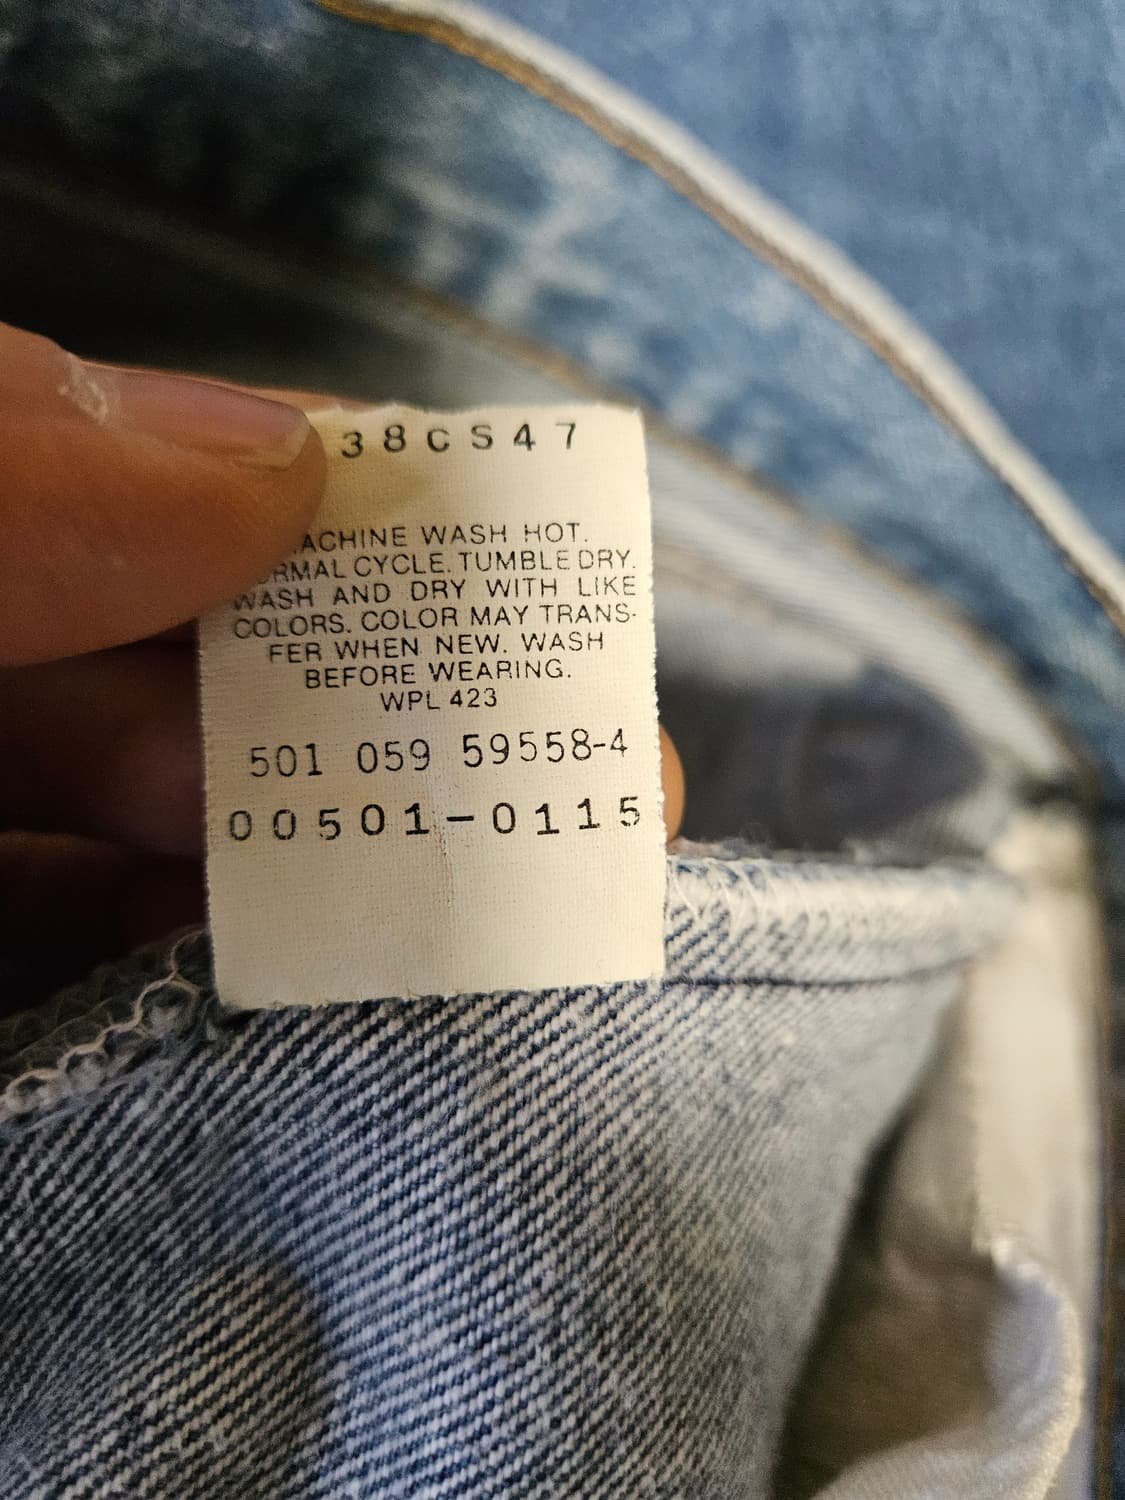 38CS47
ACHINE WASH HOT.
RMAL CYCLE. TUMBLE DRY.
WASH AND DRY WITH LIKE
COLORS. COLOR MAY TRANS-
FER WHEN NEW. WASH
BEFORE WEARING.
WPL 423
501 059 59558-4
00501-0115